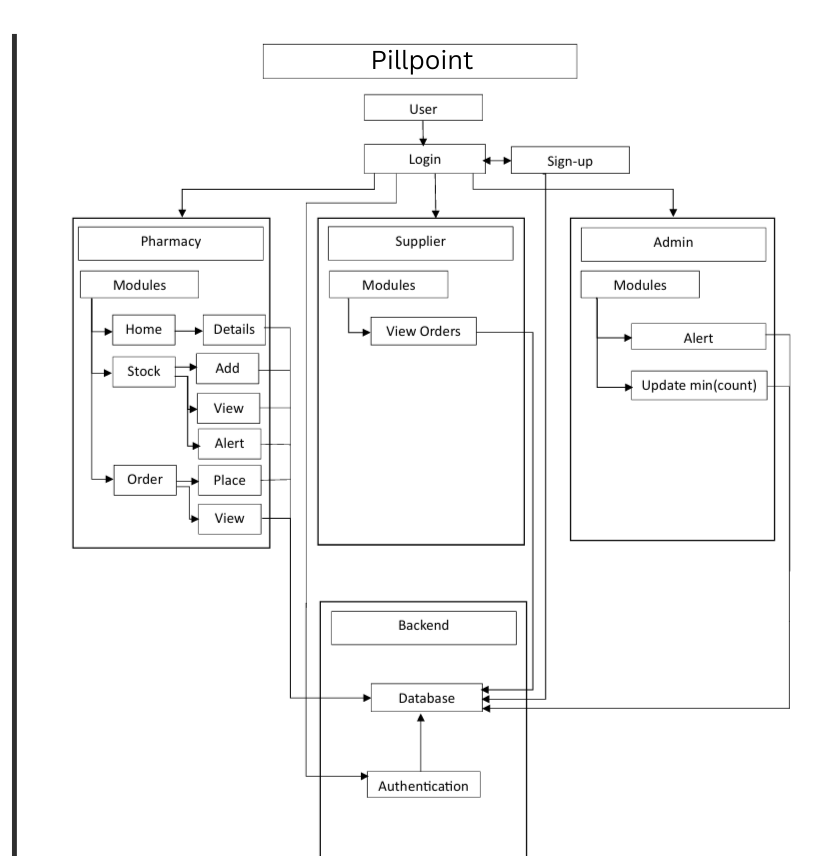 Pillpoint
User
Login
Sign-up
Pharmacy
Modules
Home
Details
Stock
Add
View
Alert
Order
Place
View
Supplier
Modules
View Orders
Admin
Modules
Alert
Update min(count)
Backend
Database
Authentication